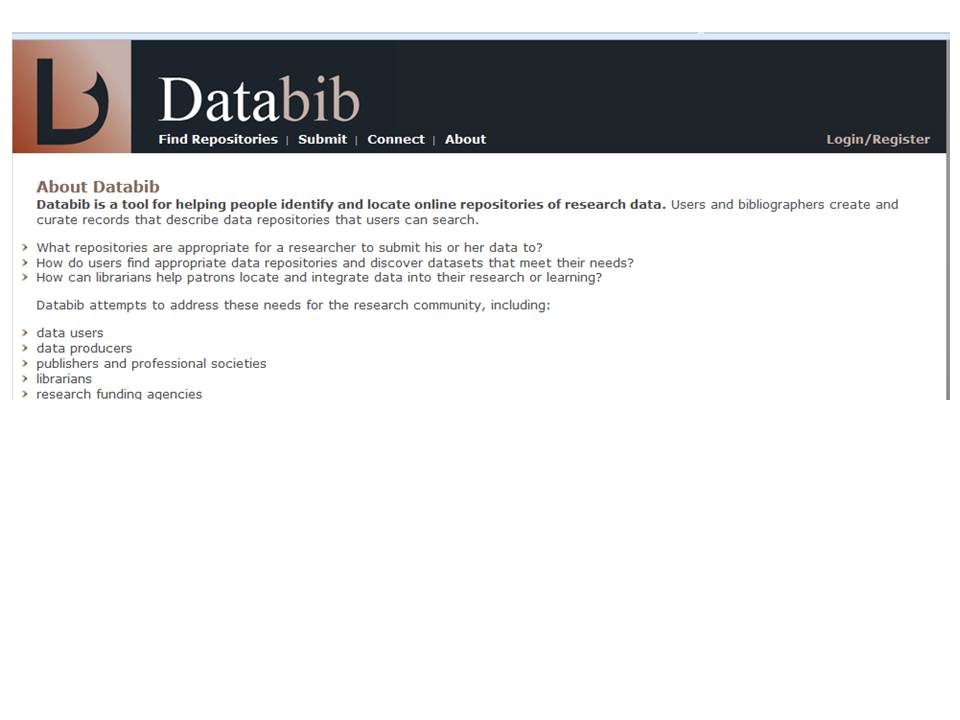 Databib
Find Repositories | Submit | Connect | About
Login/Register
About Databib
Databib is a tool for helping people identify and locate online repositories of research data. Users and bibliographers create and
curate records that describe data repositories that users can search.
What repositories are appropriate for a researcher to submit his or her data to?
How do users find appropriate data repositories and discover datasets that meet their needs?
How can librarians help patrons locate and integrate data into their research or learning?
Databib attempts to address these needs for the research community, including:
data users
data producers
publishers and professional societies
librarians
research funding agencies